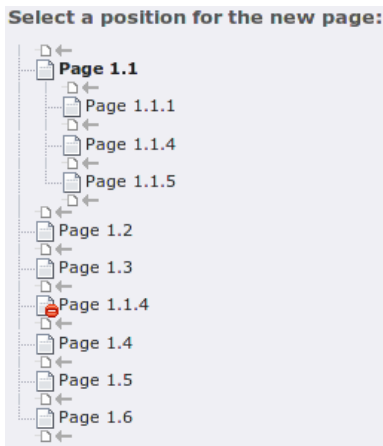 Select a position for the new page:
Page 1.1
Page 1.1.1
Page 1.1.4
Page 1.1.5
Page 1.2
Page 1.3
Page 1.1.4
Page 1.4
Page 1.5
Page 1.6